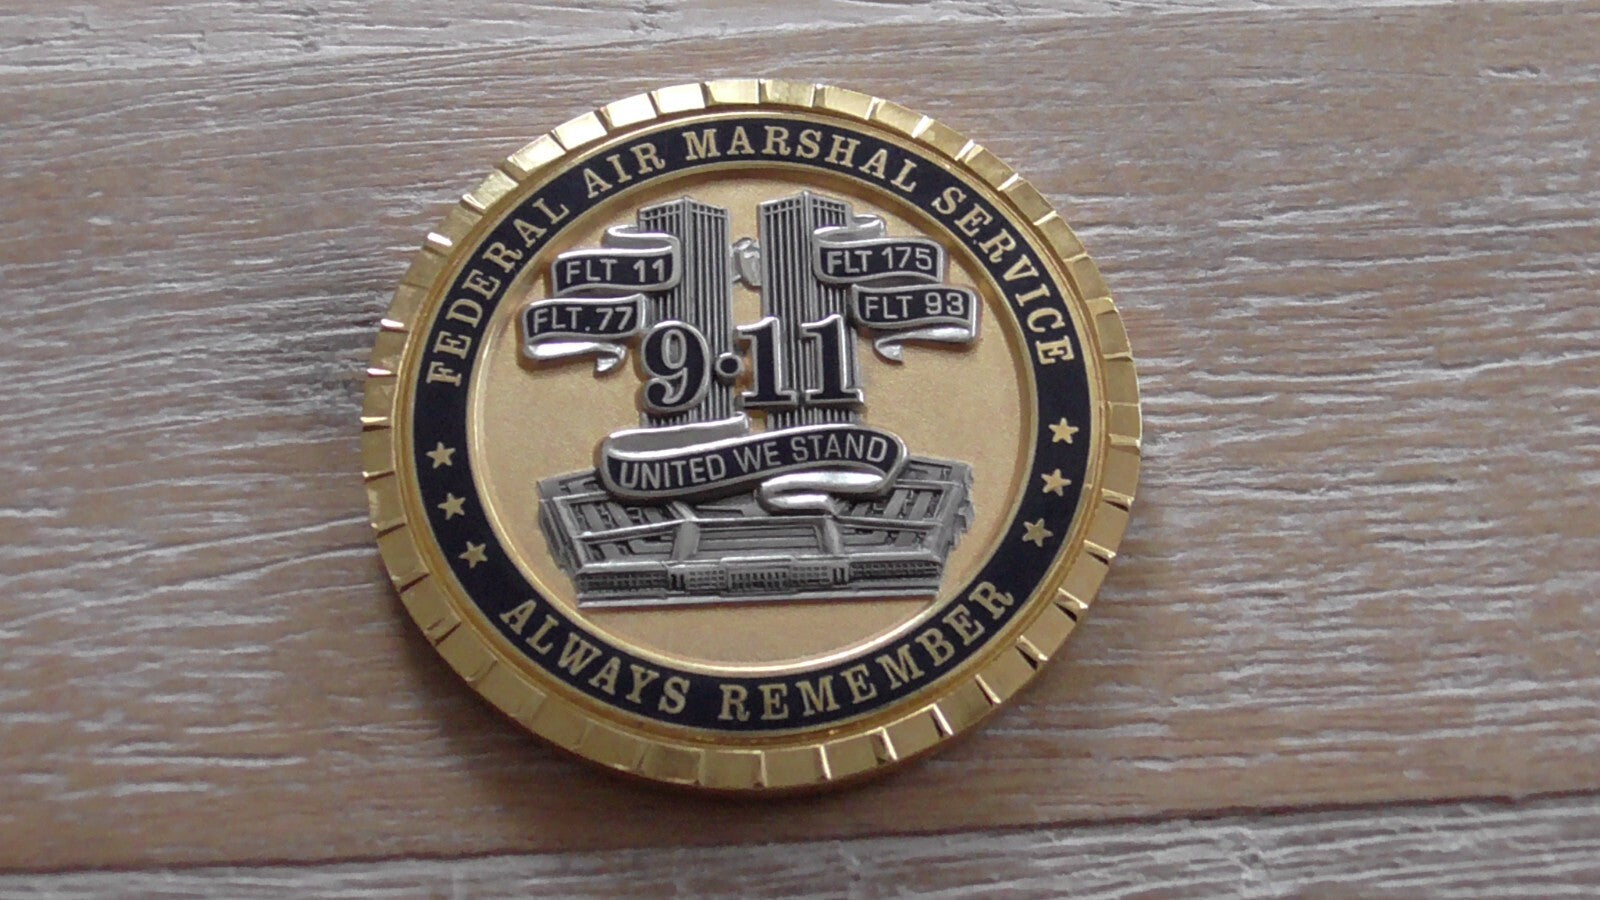 FEDERAL AIR MARSHAL SERVICE
FLT 11
FLT 175
FLT. 77
FLT 93
9·11
UNITED WE STAND
ALWAYS REMEMBER